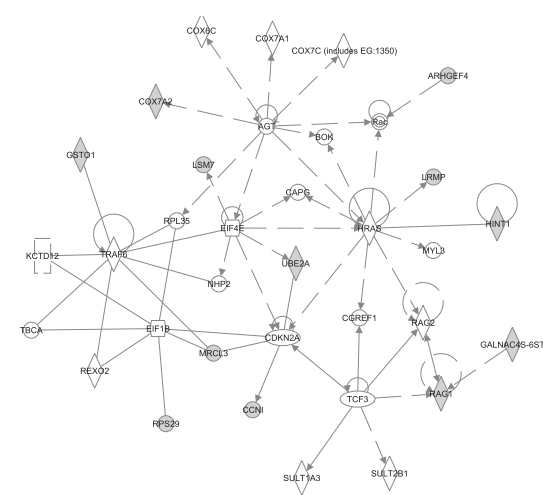 COX6C
COX7A1
COX7C (includes EG:1350)
ARHGEF4
COX7A2
AGT
Rac
BOK
GSTO1
LSM7
LRMP
CAPG
RPL35
EIF4E
HRAS
HINT1
KCTD12
TRAF6
MYL3
UBE2A
NHP2
CGREF1
RAG2
TBCA
EIF1B
CDKN2A
GALNAC4S-6ST
MRCL3
REXO2
RAG1
TCF3
CCNI
RPS29
SULT1A3
SULT2B1